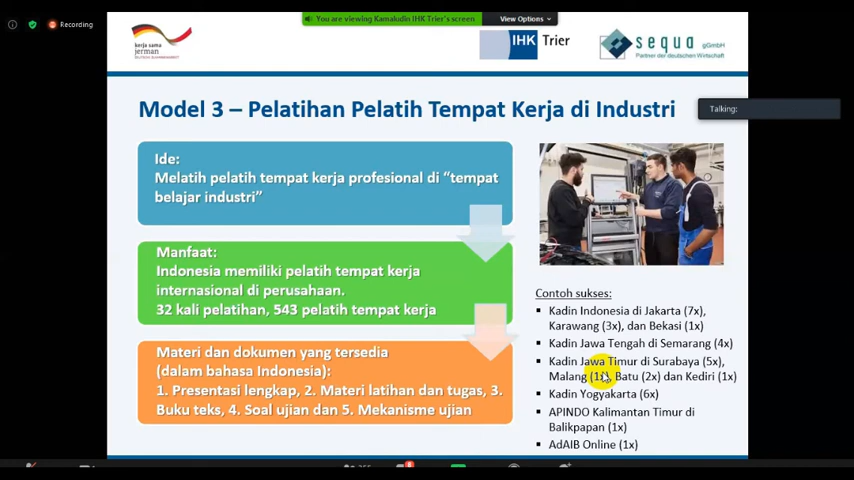 Recording
You are viewing Kamaludin IHK Trier's screen
View Options
kerja sama
jerman
IHK Trier
sequa gGmbH
Partner der deutschen Wirtschaft
Talking:
Model 3 – Pelatihan Pelatih Tempat Kerja di Industri
Ide:
Melatih pelatih tempat kerja profesional di “tempat
belajar industri”
Manfaat:
Indonesia memiliki pelatih tempat kerja
internasional di perusahaan.
32 kali pelatihan, 543 pelatih tempat kerja
Materi dan dokumen yang tersedia
(dalam bahasa Indonesia):
1. Presentasi lengkap, 2. Materi latihan dan tugas, 3.
Buku teks, 4. Soal ujian dan 5. Mekanisme ujian
Contoh sukses:
▪ Kadin Indonesia di Jakarta (7x),
Karawang (3x), dan Bekasi (1x)
▪ Kadin Jawa Tengah di Semarang (4x)
▪ Kadin Jawa Timur di Surabaya (5x),
Malang (1x), Batu (2x) dan Kediri (1x)
▪ Kadin Yogyakarta (6x)
▪ APINDO Kalimantan Timur di
Balikpapan (1x)
▪ AdAIB Online (1x)